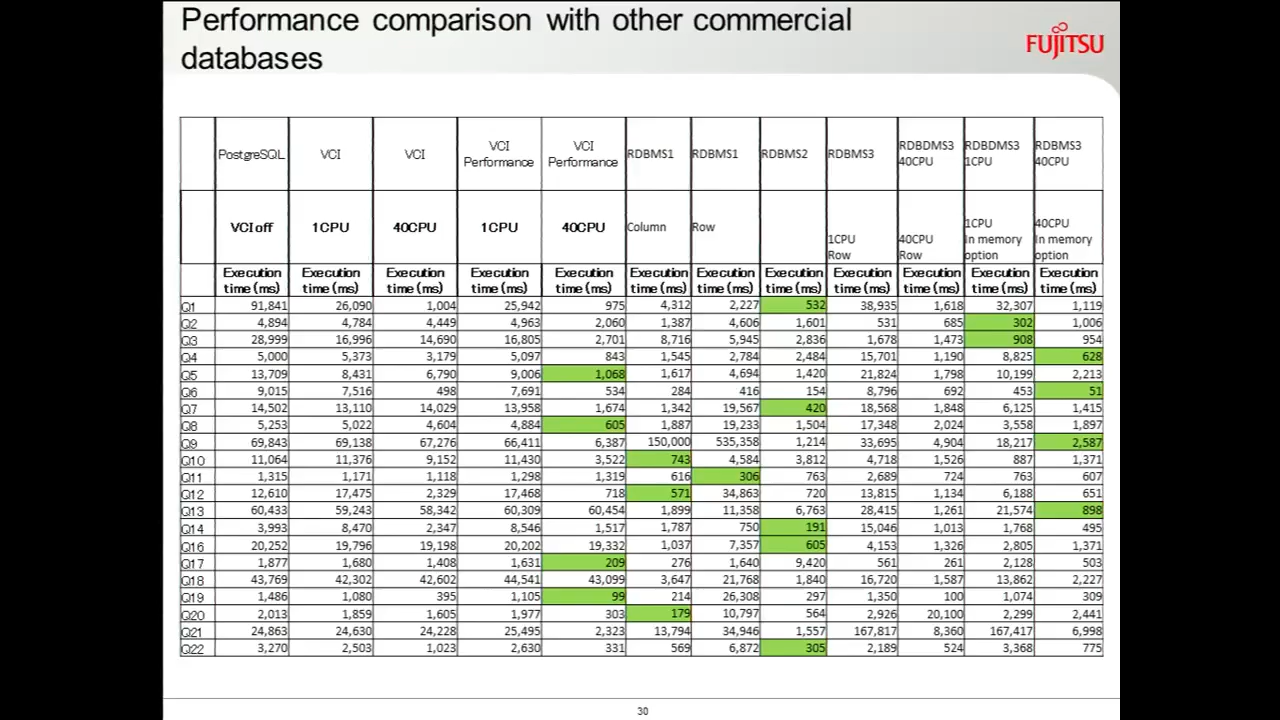 Performance comparison with other commercial
databases
FUJITSU
PostgreSQL VCI VCI VCI Performance VCI Performance RDBMS1 RDBMS1 RDBMS2 RDBMS3 RDBDMS3 40CPU RDBDMS3 1CPU RDBMS3 40CPU
VCI off 1CPU 40CPU 1CPU 40CPU Column Row 1CPU Row 40CPU Row 1CPU In memory option 40CPU In memory option
Execution time (ms) Execution time (ms) Execution time (ms) Execution time (ms) Execution time (ms) Execution time (ms) Execution time (ms) Execution time (ms) Execution time (ms) Execution time (ms) Execution time (ms) Execution time (ms)
Q1 91,841 26,090 1,004 25,942 975 4,312 2,227 532 38,935 1,618 32,307 1,119
Q2 4,894 4,784 4,449 4,963 2,060 1,387 4,606 1,601 531 685 302 1,006
Q3 28,999 16,996 14,690 16,805 2,701 8,716 5,945 2,836 1,678 1,473 908 954
Q4 5,000 5,373 3,179 5,097 843 1,545 2,784 2,484 15,701 1,190 8,825 628
Q5 13,709 8,431 6,790 9,006 1,068 1,617 4,694 1,420 21,824 1,798 10,199 2,213
Q6 9,015 7,516 498 7,691 534 284 416 154 8,796 692 453 51
Q7 14,502 13,110 14,029 13,958 1,674 1,342 19,567 420 18,568 1,848 6,125 1,415
Q8 5,253 5,022 4,604 4,884 605 1,887 19,233 1,504 17,348 2,024 3,558 1,897
Q9 69,843 69,138 67,276 66,411 6,387 150,000 535,358 1,214 33,695 4,904 18,217 2,587
Q10 11,064 11,376 9,152 11,430 3,522 743 4,584 3,812 4,718 1,526 887 1,371
Q11 1,315 1,171 1,118 1,298 1,319 616 306 763 2,689 724 763 607
Q12 12,610 17,475 2,329 17,468 718 571 34,863 720 13,815 1,134 6,188 651
Q13 60,433 59,243 58,342 60,309 60,454 1,899 11,358 6,763 28,415 1,261 21,574 898
Q14 3,993 8,470 2,347 8,546 1,517 1,787 750 191 15,046 1,013 1,768 495
Q16 20,252 19,796 19,198 20,202 19,332 1,037 7,357 605 4,153 1,326 2,805 1,371
Q17 1,877 1,680 1,408 1,631 209 276 1,640 9,420 561 261 2,128 503
Q18 43,769 42,302 42,602 44,541 43,099 3,647 21,768 1,840 16,720 1,587 13,862 2,227
Q19 1,486 1,080 395 1,105 99 214 26,308 297 1,350 100 1,074 309
Q20 2,013 1,859 1,605 1,977 303 179 10,797 564 2,926 20,100 2,299 2,441
Q21 24,863 24,630 24,228 25,495 2,323 13,794 34,946 1,557 167,817 8,360 167,417 6,998
Q22 3,270 2,503 1,023 2,630 331 569 6,872 305 2,189 524 3,368 775
30